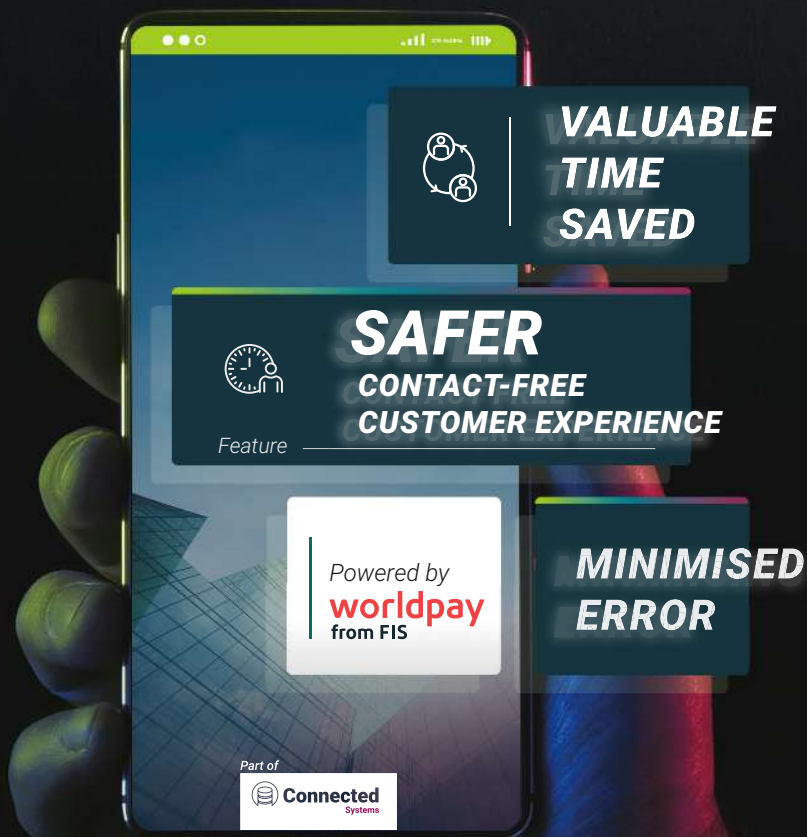 VALUABLE
TIME
SAVED
SAFER
CONTACT-FREE
CUSTOMER EXPERIENCE
Feature
Powered by
worldpay
from FIS
MINIMISED
ERROR
Part of
Connected
Systems